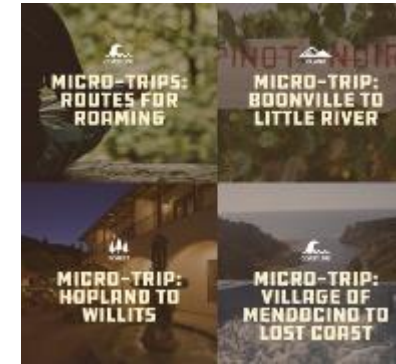 MICRO-TRIPS:
ROUTES FOR
ROAMING
PINOT NOIR
MICRO-TRIP:
BOONVILLE TO
LITTLE RIVER
FOREST
MICRO-TRIP:
HOPLAND TO
WILLITS
MICRO-TRIP:
VILLAGE OF
MENDOCINO TO
LOST COAST